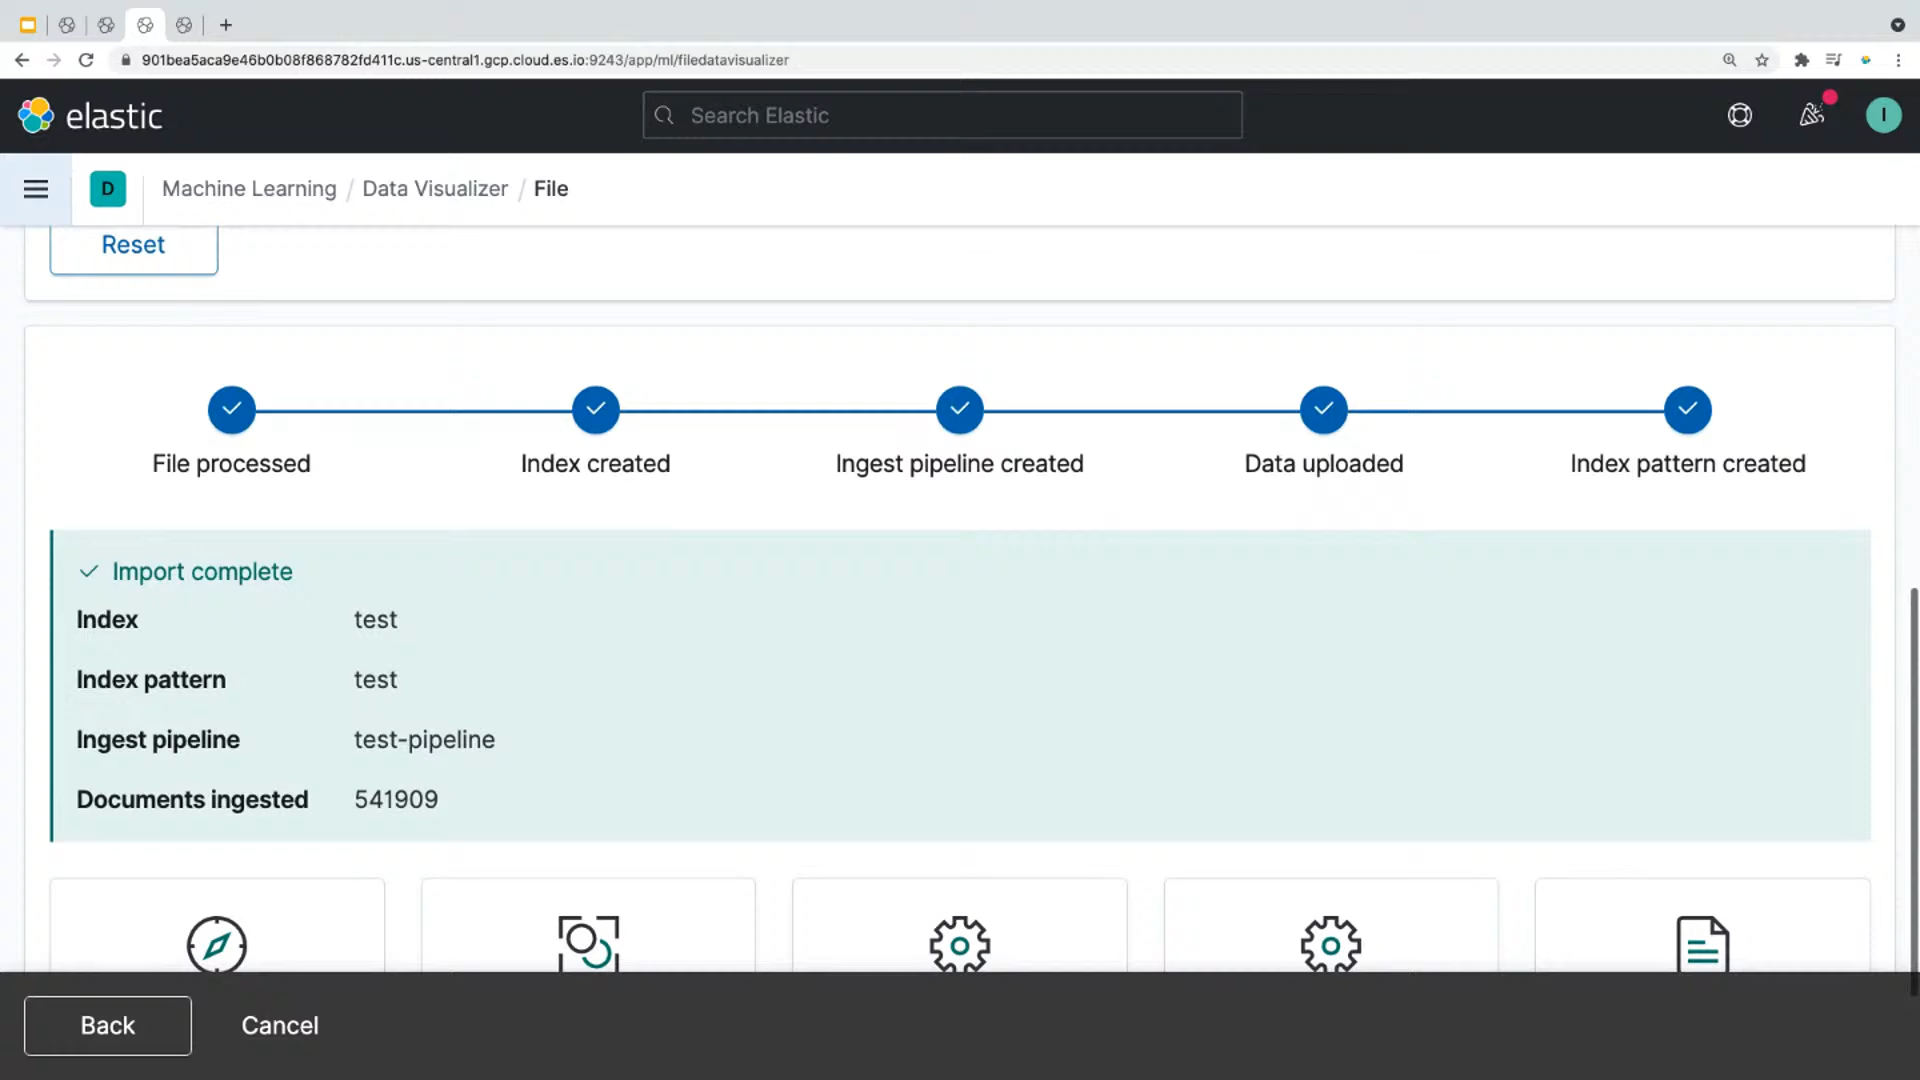 901bea5aca9e46b0b08f868782fd411c.us-central1.gcp.cloud.es.io:9243/app/ml/filedatavisualizer
elastic
Search Elastic
I
D
Machine Learning / Data Visualizer / File
Reset
File processed
Index created
Ingest pipeline created
Data uploaded
Index pattern created
Import complete
Index test
Index pattern test
Ingest pipeline test-pipeline
Documents ingested 541909
Back
Cancel